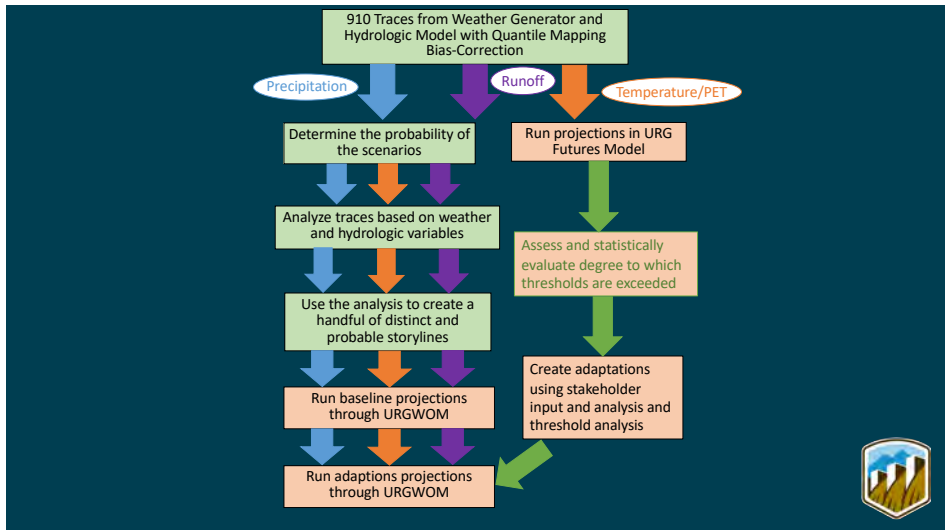 910 Traces from Weather Generator and
Hydrologic Model with Quantile Mapping
Bias-Correction
Precipitation
Runoff
Temperature/PET
Determine the probability of
the scenarios
Run projections in URG
Futures Model
Analyze traces based on weather
and hydrologic variables
Assess and statistically
evaluate degree to which
thresholds are exceeded
Use the analysis to create a
handful of distinct and
probable storylines
Create adaptations
using stakeholder
input and analysis and
threshold analysis
Run baseline projections
through URGWOM
Run adaptions projections
through URGWOM